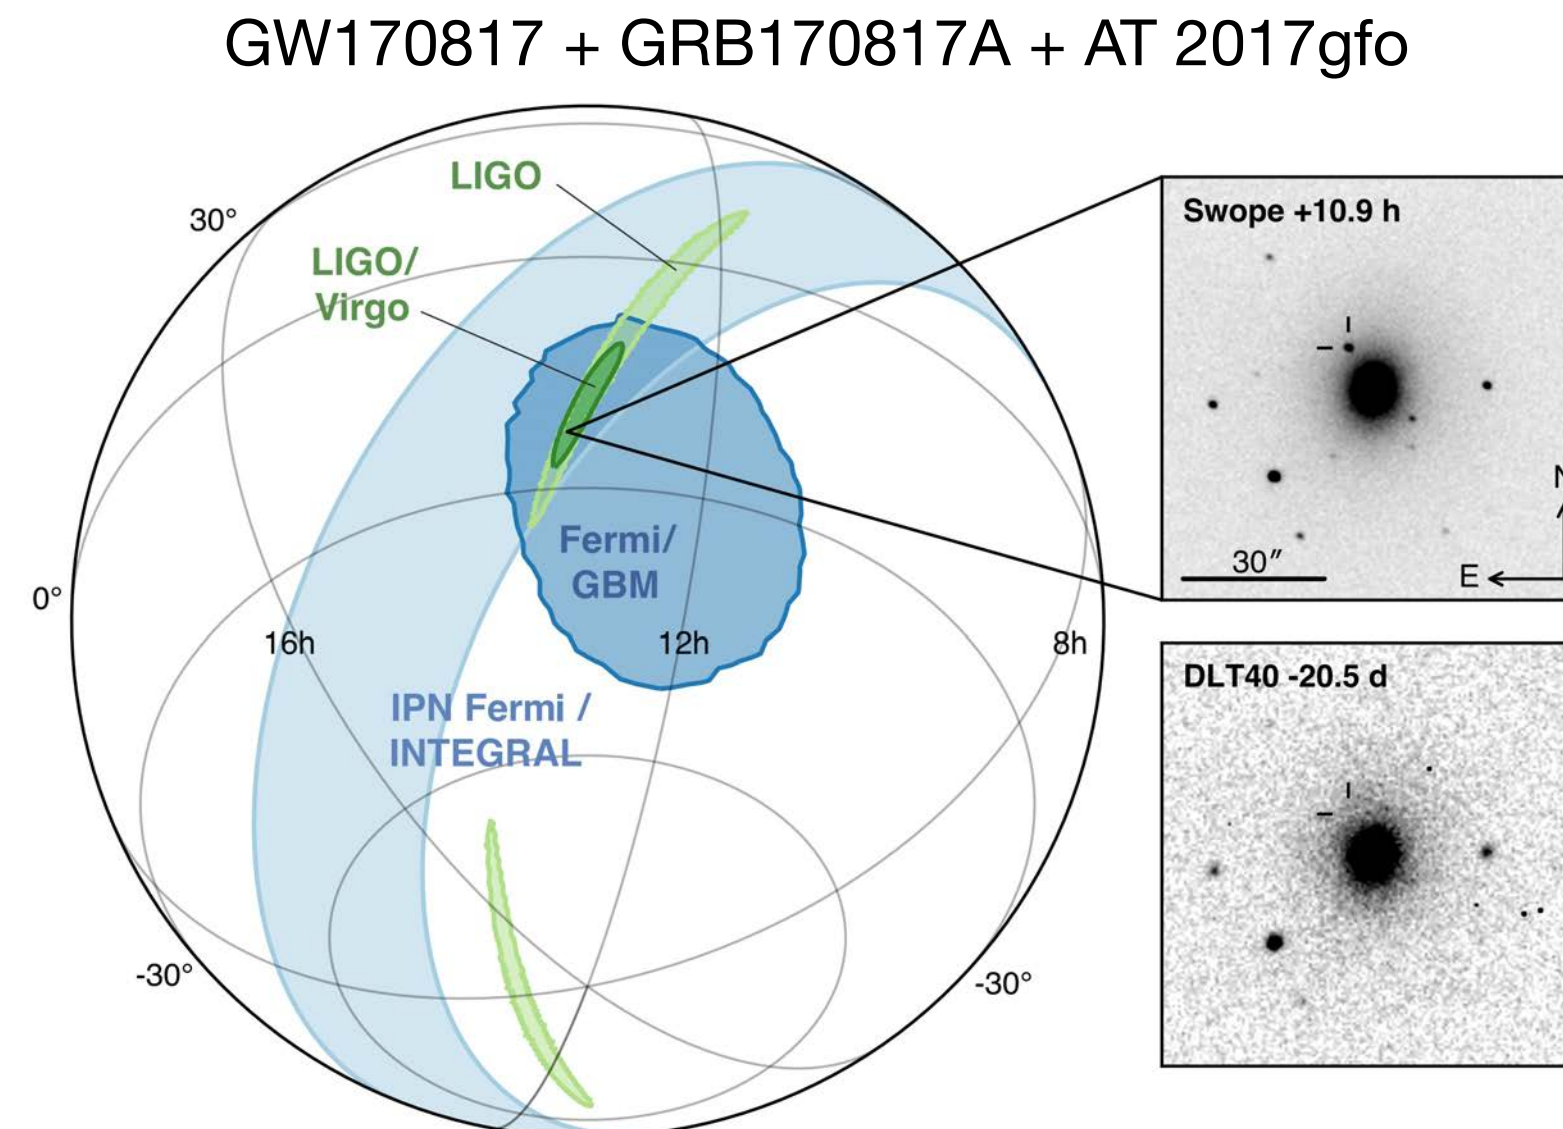 GW170817 + GRB170817A + AT 2017gfo
LIGO
30°
LIGO/
Virgo
Swope +10.9 h
N
30″
E
Fermi/
GBM
0°
16h
12h
8h
IPN Fermi /
INTEGRAL
DLT40 -20.5 d
-30°
-30°